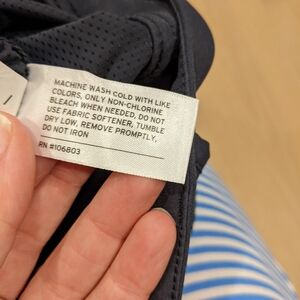 MACHINE WASH COLD WITH LIKE
COLORS, ONLY NON-CHLORINE
BLEACH WHEN NEEDED, DO NOT
USE FABRIC SOFTENER, TUMBLE
DRY LOW, REMOVE PROMPTLY,
DO NOT IRON
RN #106803